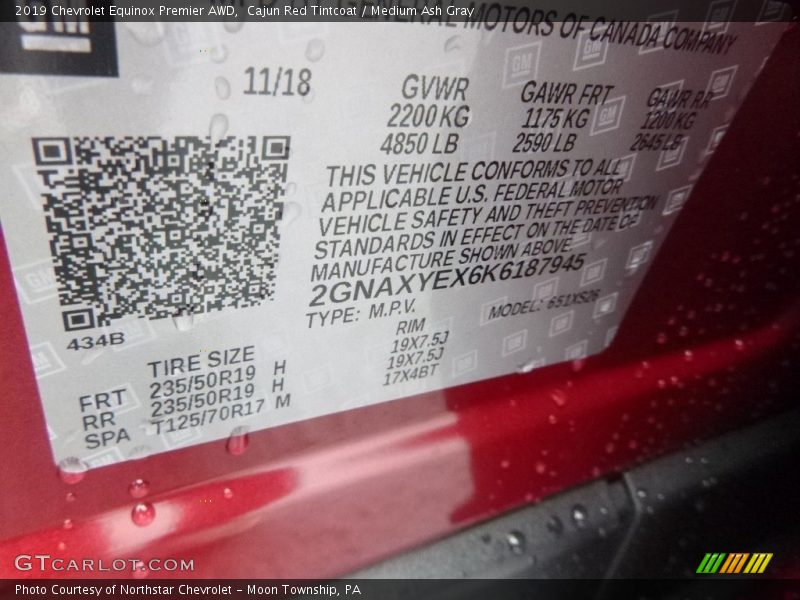 2019 Chevrolet Equinox Premier AWD,  Cajun Red Tintcoat / Medium Ash Gray
GENERAL MOTORS OF CANADA COMPANY
11/18
GVWR GAWR FRT GAWR RR
2200 KG 1175 KG 1200 KG
4850 LB 2590 LB 2645 LB
THIS VEHICLE CONFORMS TO ALL
APPLICABLE U.S. FEDERAL MOTOR
VEHICLE SAFETY AND THEFT PREVENTION
STANDARDS IN EFFECT ON THE DATE OF
MANUFACTURE SHOWN ABOVE
2GNAXYEX6K6187945
TYPE: M.P.V. MODEL: 651XS26
434B
TIRE SIZE RIM
FRT 235/50R19 H 19X7.5J
RR 235/50R19 H 19X7.5J
SPA T125/70R17 M 17X4BT
GTCARLOT.COM
Photo Courtesy of Northstar Chevrolet – Moon Township, PA